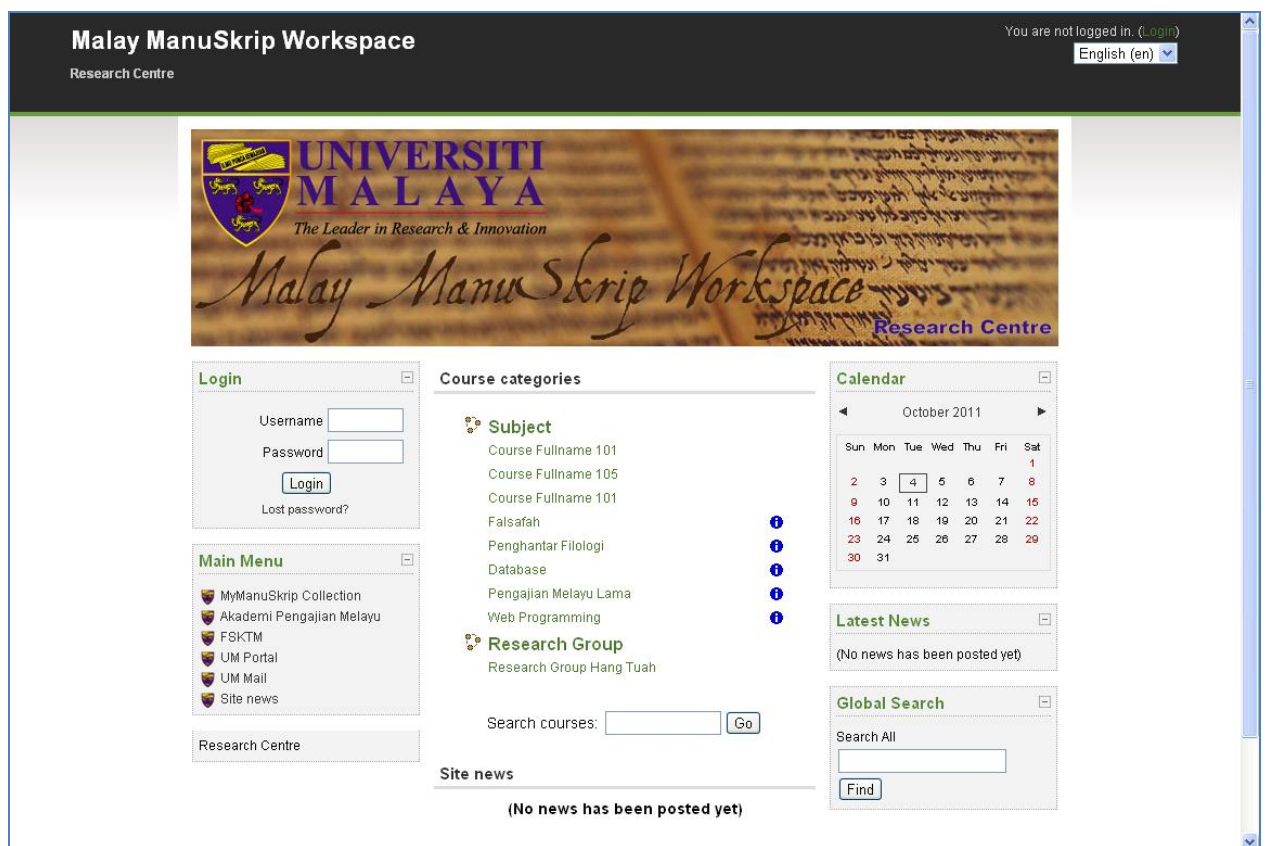 Malay ManuSkrip Workspace
Research Centre
You are not logged in. (Login)
English (en)
UNIVERSITI
MALAYA
The Leader in Research & Innovation
Malay ManuSkrip Workspace
Research Centre
Login
Username
Password
Login
Lost password?
Main Menu
MyManuSkrip Collection
Akademi Pengajian Melayu
FSKTM
UM Portal
UM Mail
Site news
Research Centre
Course categories
Subject
Course Fullname 101
Course Fullname 105
Course Fullname 101
Falsafah
Penghantar Filologi
Database
Pengajian Melayu Lama
Web Programming
Research Group
Research Group Hang Tuah
Search courses:
Go
Site news
(No news has been posted yet)
Calendar
October 2011
Sun Mon Tue Wed Thu Fri Sat
1
2 3 4 5 6 7 8
9 10 11 12 13 14 15
16 17 18 19 20 21 22
23 24 25 26 27 28 29
30 31
Latest News
(No news has been posted yet)
Global Search
Search All
Find